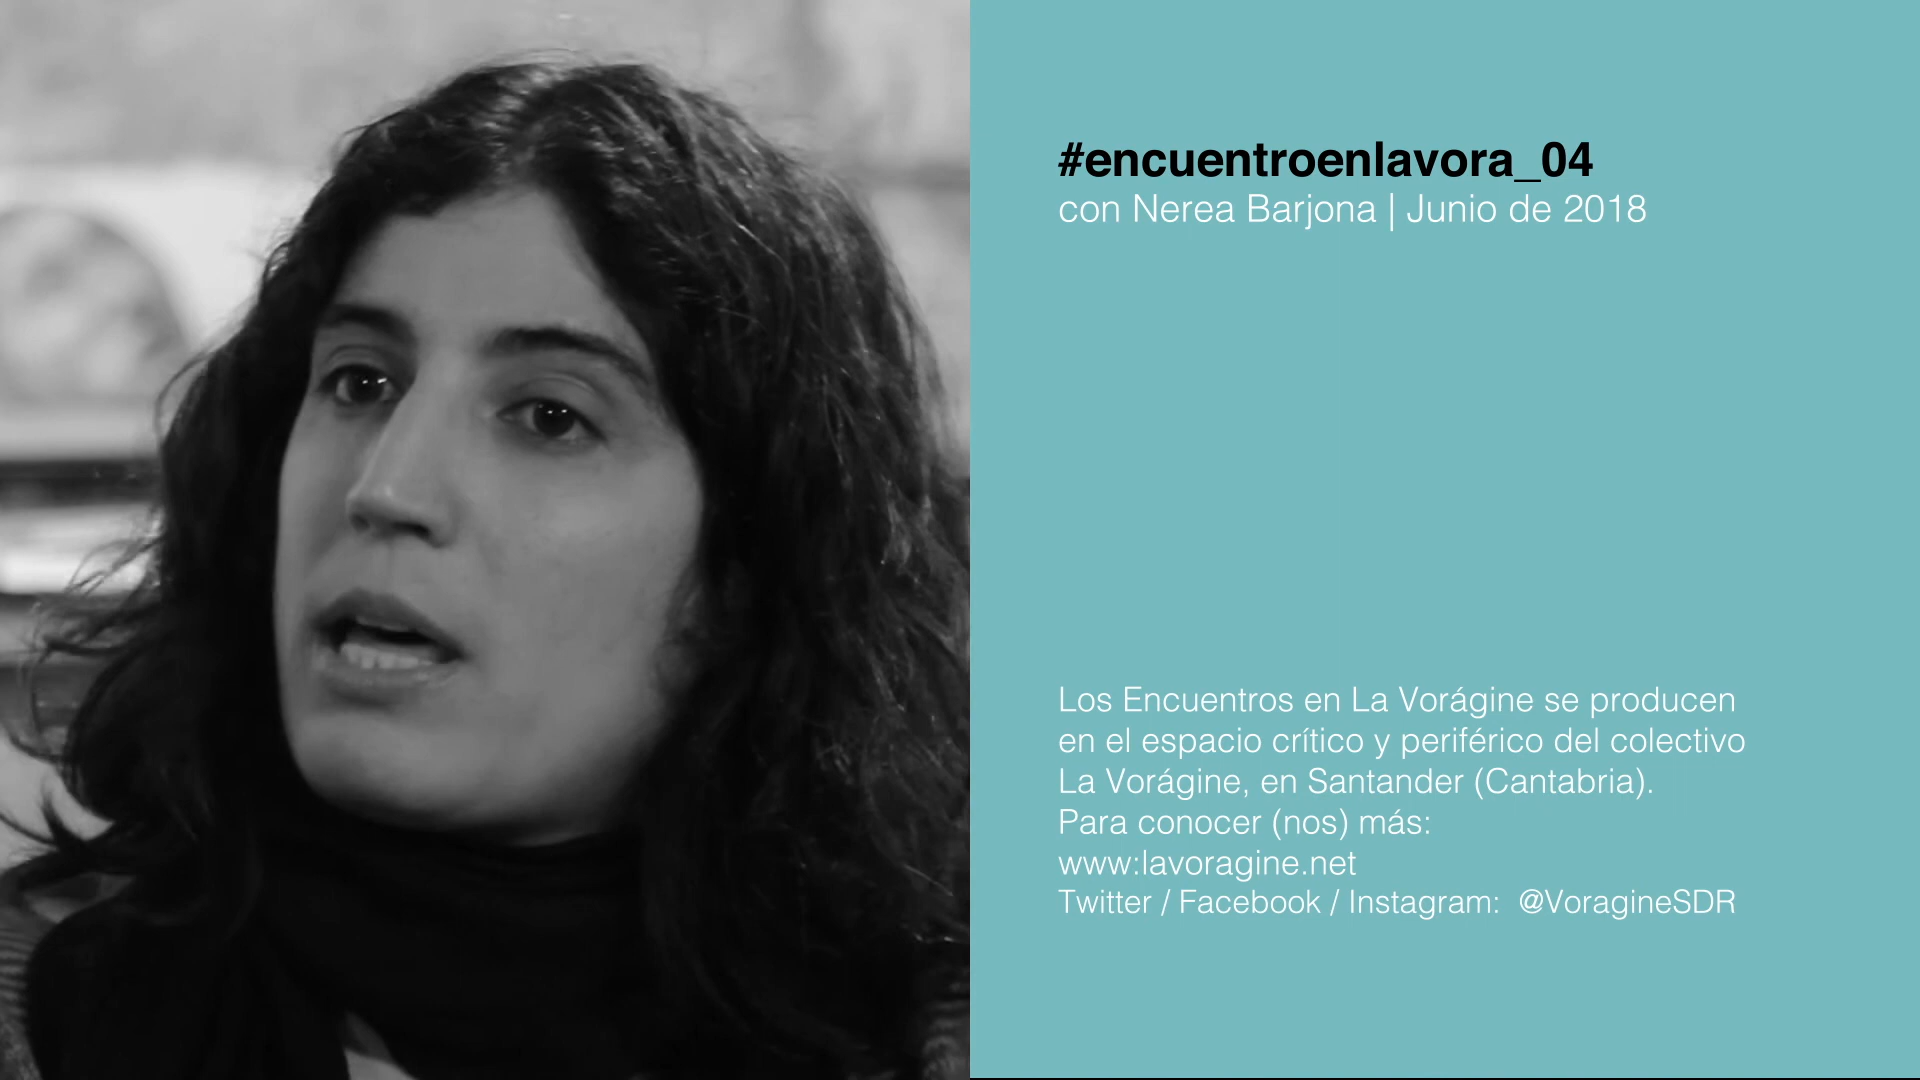 #encuentroenlavora_04
con Nerea Barjona | Junio de 2018
Los Encuentros en La Vorágine se producen
en el espacio crítico y periférico del colectivo
La Vorágine, en Santander (Cantabria).
Para conocer (nos) más:
www:lavoragine.net
Twitter / Facebook / Instagram: @VoragineSDR